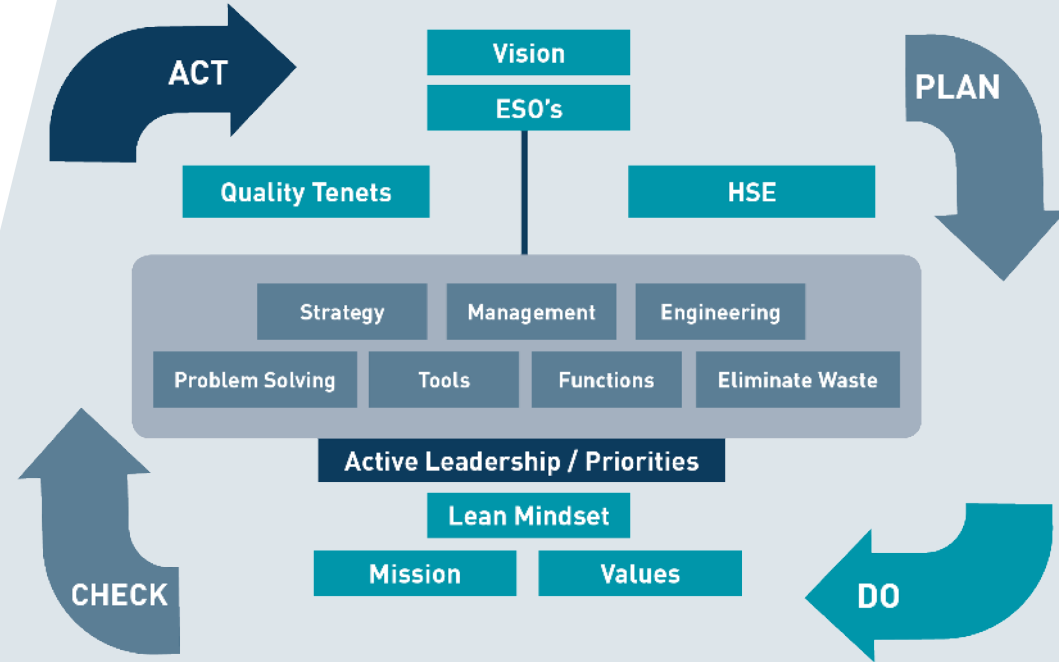 ACT
Vision
PLAN
ESO's
Quality Tenets
HSE
Strategy
Management
Engineering
Problem Solving
Tools
Functions
Eliminate Waste
Active Leadership / Priorities
Lean Mindset
Mission
Values
CHECK
DO